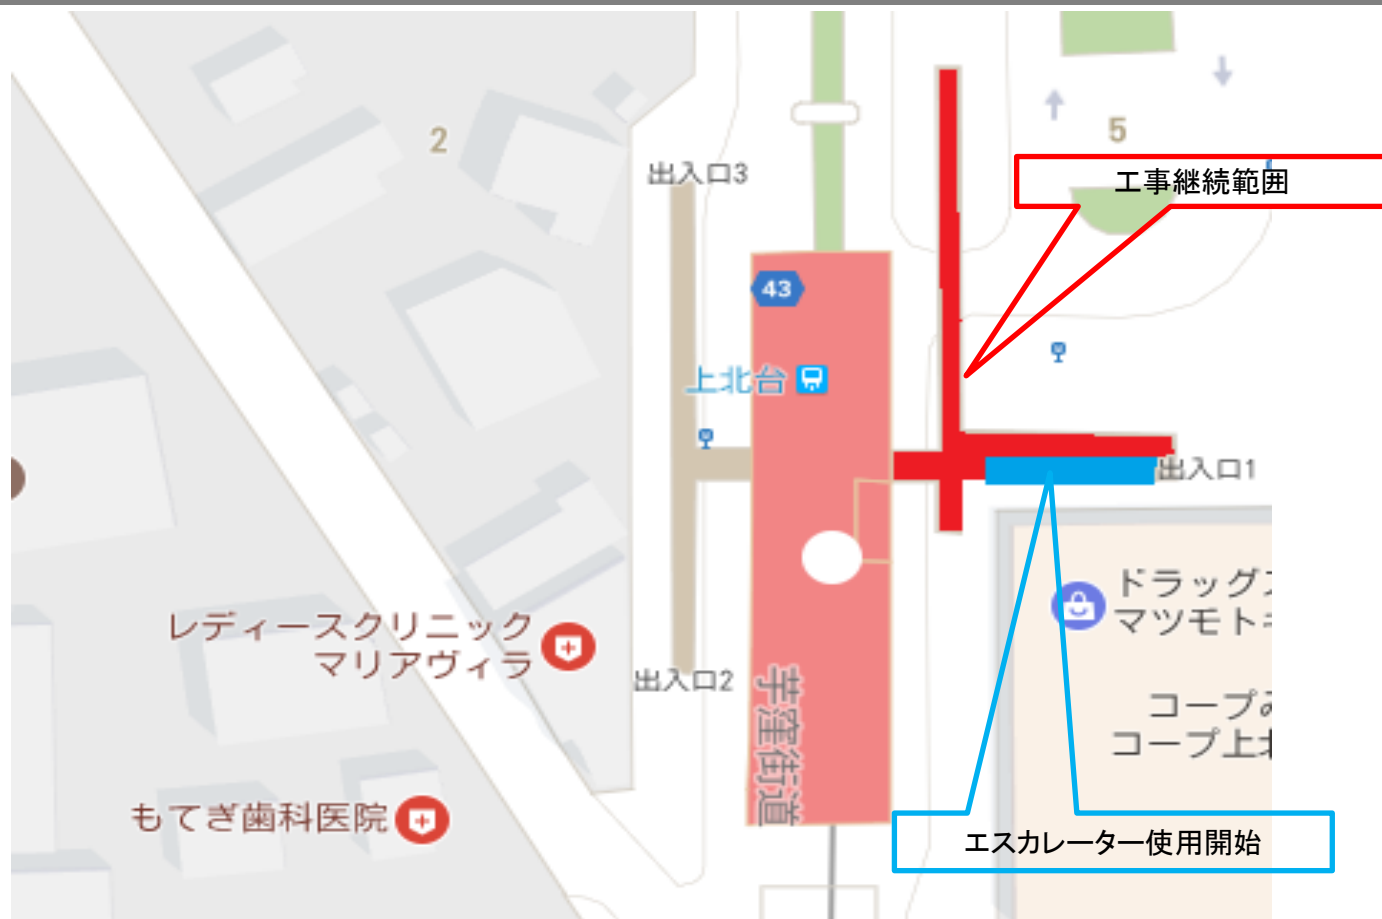 2
5
出入口3
工事継続範囲
43
上北台
出入口1
ドラッグ
マツモト
レディースクリニック
マリアヴィラ
出入口2
芋窪街道
コープ
コープ上
もてぎ歯科医院
エスカレーター使用開始